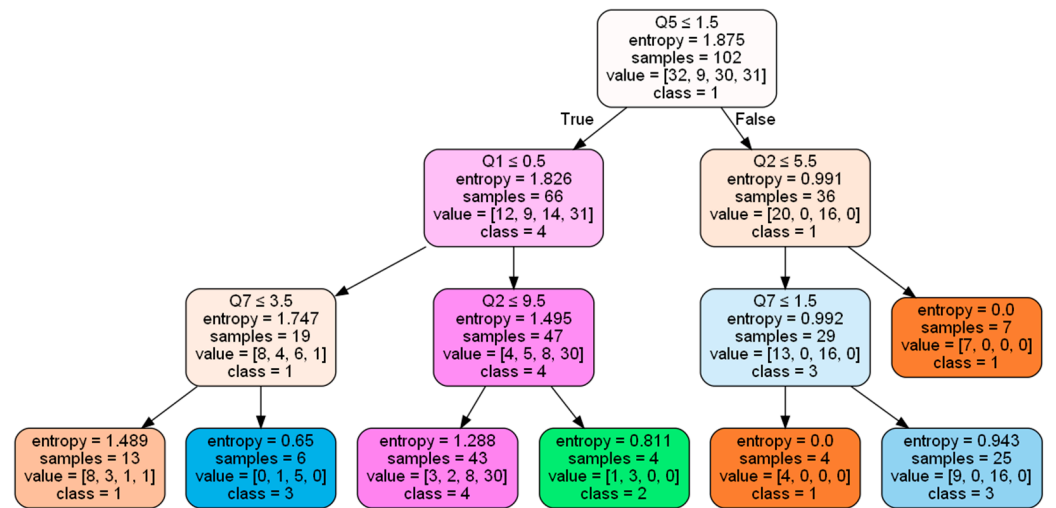 Q5 ≤ 1.5
entropy = 1.875
samples = 102
value = [32, 9, 30, 31]
class = 1
True
False
Q1 ≤ 0.5
entropy = 1.826
samples = 66
value = [12, 9, 14, 31]
class = 4
Q2 ≤ 5.5
entropy = 0.991
samples = 36
value = [20, 0, 16, 0]
class = 1
Q7 ≤ 3.5
entropy = 1.747
samples = 19
value = [8, 4, 6, 1]
class = 1
Q2 ≤ 9.5
entropy = 1.495
samples = 47
value = [4, 5, 8, 30]
class = 4
Q7 ≤ 1.5
entropy = 0.992
samples = 29
value = [13, 0, 16, 0]
class = 3
entropy = 0.0
samples = 7
value = [7, 0, 0, 0]
class = 1
entropy = 1.489
samples = 13
value = [8, 3, 1, 1]
class = 1
entropy = 0.65
samples = 6
value = [0, 1, 5, 0]
class = 3
entropy = 1.288
samples = 43
value = [3, 2, 8, 30]
class = 4
entropy = 0.811
samples = 4
value = [1, 3, 0, 0]
class = 2
entropy = 0.0
samples = 4
value = [4, 0, 0, 0]
class = 1
entropy = 0.943
samples = 25
value = [9, 0, 16, 0]
class = 3